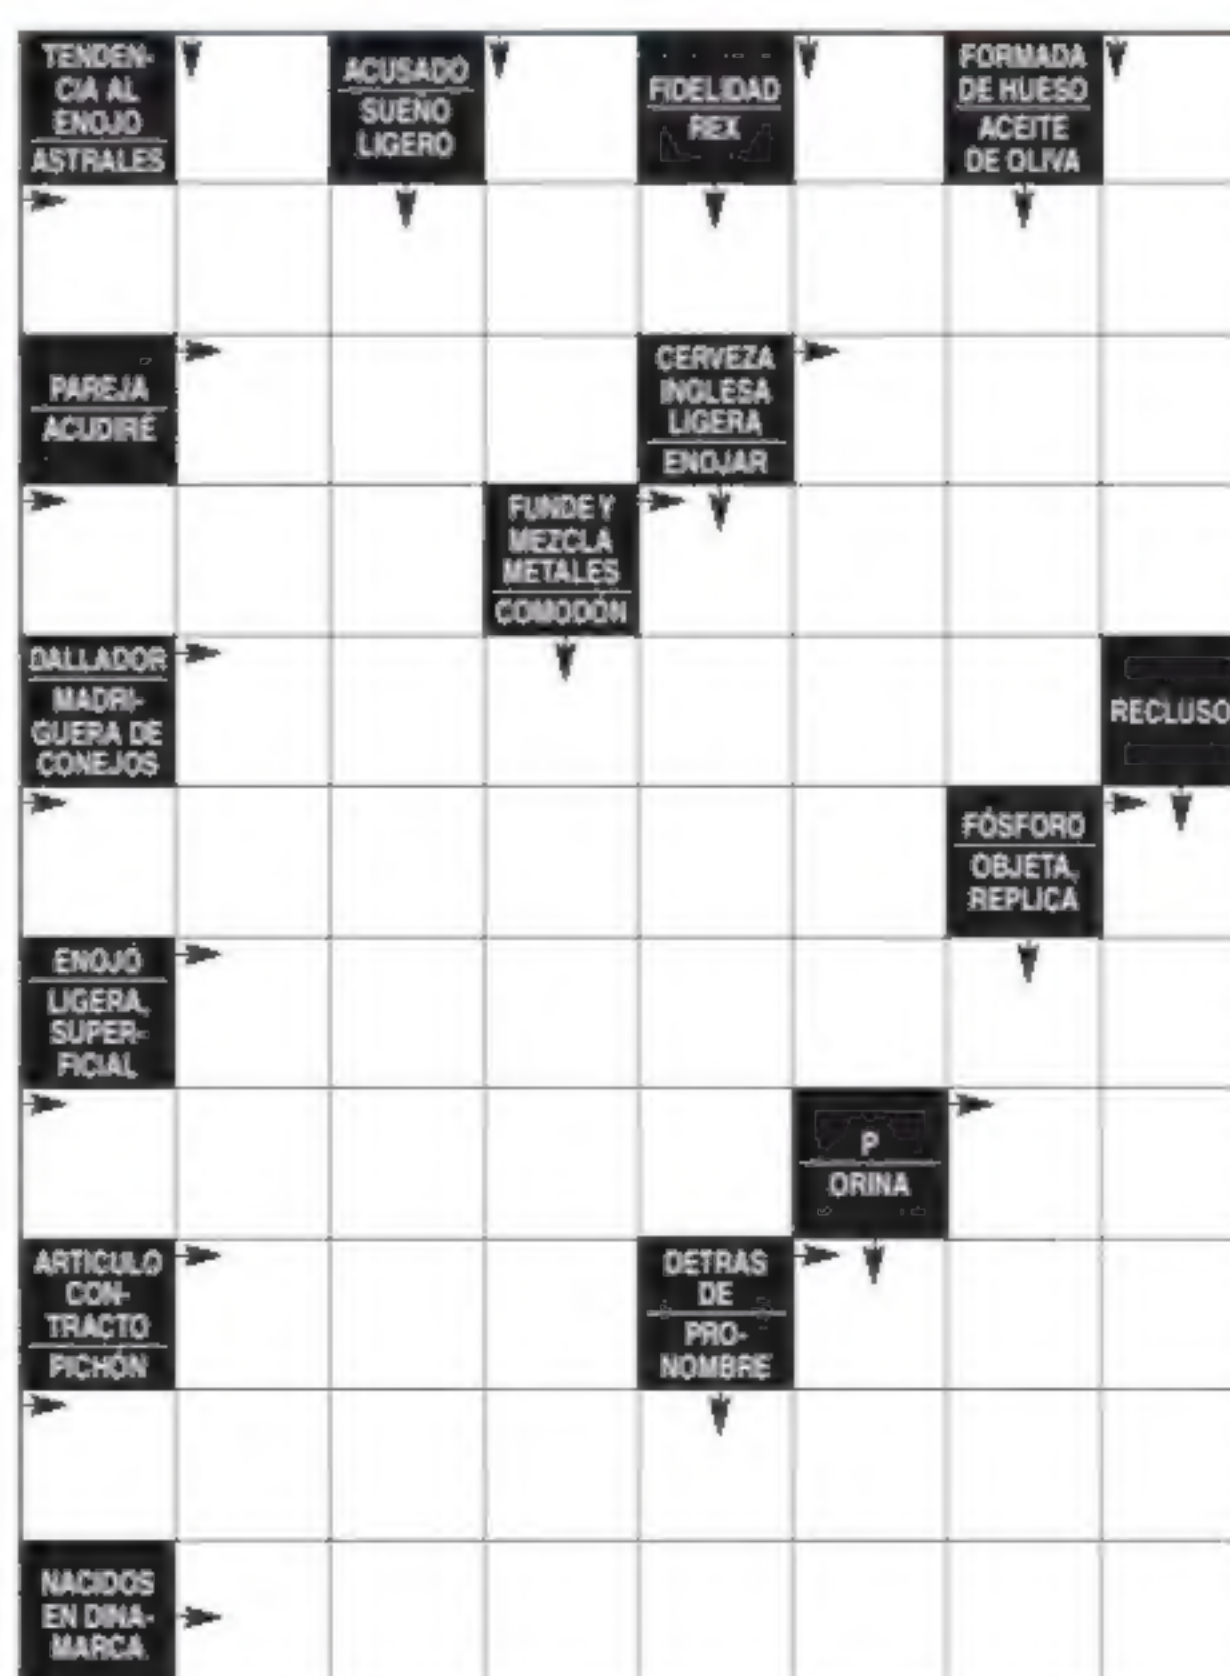 TENDEN-
CIA AL
ENOJO
ASTRALES
ACUSADO
SUEÑO
LIGERO
FIDELIDAD
REX
FORMADA
DE HUESO
ACEITE
DE OLIVA
PAREJA
ACUDIRÉ
CERVEZA
INGLESA
LIGERA
ENOJAR
FUNDE Y
MEZCLA
METALES
COMODÓN
DALLADOR
MADRI-
GUERA DE
CONEJOS
RECLUSO
FÓSFORO
OBJETA,
REPLICA
ENOJÓ
LIGERA,
SUPER-
FICIAL
P
ORINA
ARTICULO
CON-
TRACTO
PICHÓN
DETRAS
DE
PRO-
NOMBRE
NACIDOS
EN DINA-
MARCA